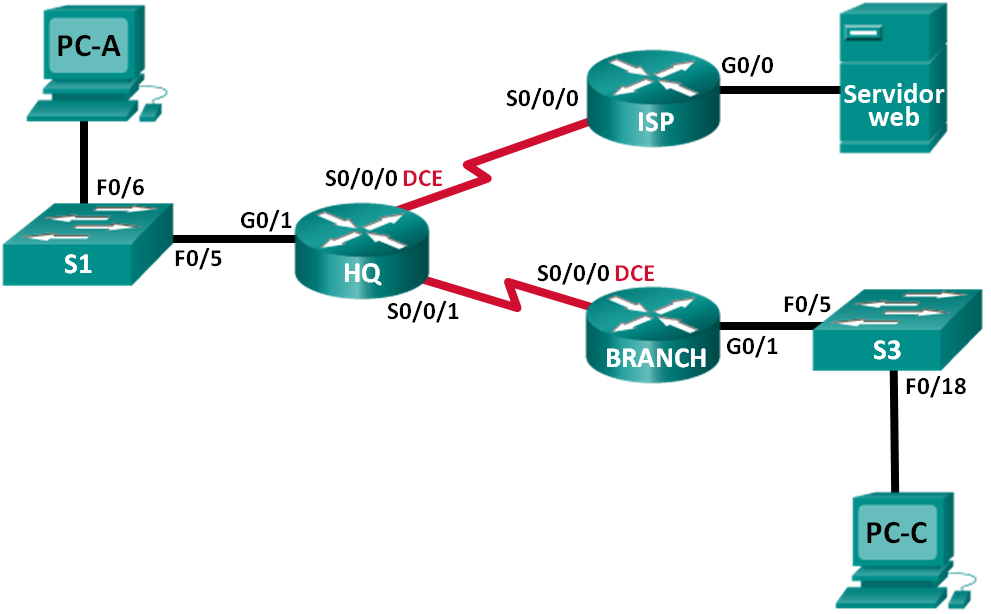 PC-A
F0/6
S1
F0/5
G0/1
S0/0/0 DCE
HQ
S0/0/1
S0/0/0
ISP
G0/0
Servidor
web
S0/0/0 DCE
BRANCH
G0/1
F0/5
S3
F0/18
PC-C